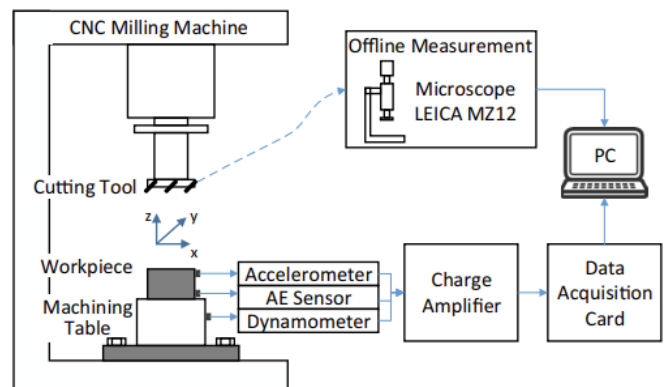 CNC Milling Machine
Offline Measurement
Microscope
LEICA MZ12
PC
Cutting Tool
z
y
x
Workpiece
Machining
Table
Accelerometer
AE Sensor
Dynamometer
Charge
Amplifier
Data
Acquisition
Card